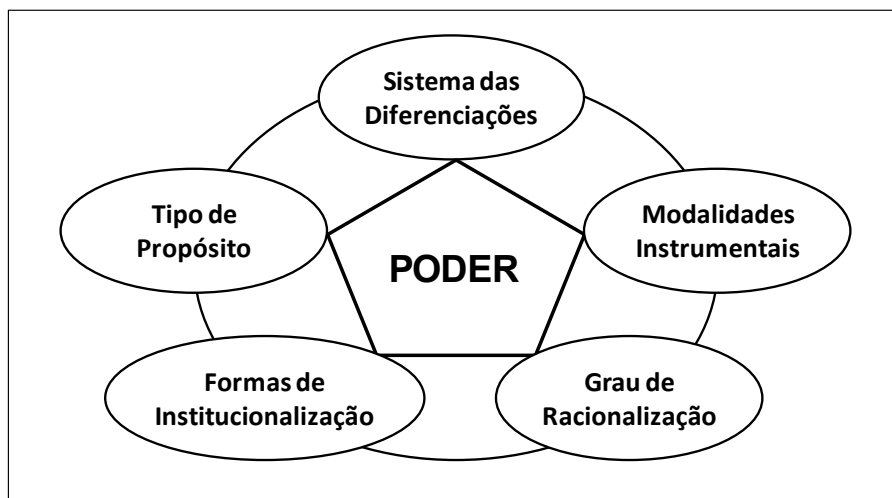 Sistema das
Diferenciações
Tipo de
Propósito
Modalidades
Instrumentais
PODER
Formas de
Institucionalização
Grau de
Racionalização